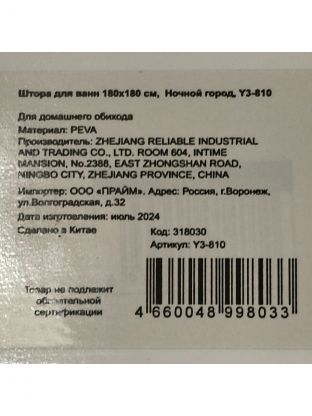 Штора для ванн 180х180 см, Ночной город, Y3-810
Для домашнего обихода
Материал: PEVA
Производитель: ZHEJIANG RELIABLE INDUSTRIAL
AND TRADING CO., LTD. ROOM 604, INTIME
MANSION, No.2388, EAST ZHONGSHAN ROAD,
NINGBO CITY, ZHEJIANG PROVINCE, CHINA
Импортер: ООО «ПРАЙМ». Адрес: Россия, г.Воронеж,
ул.Волгоградская, д.32
Дата изготовления: июль 2024
Сделано в Китае
Код: 318030
Артикул: Y3-810
Товар не подлежит
обязательной
сертификации
4 660048 998033